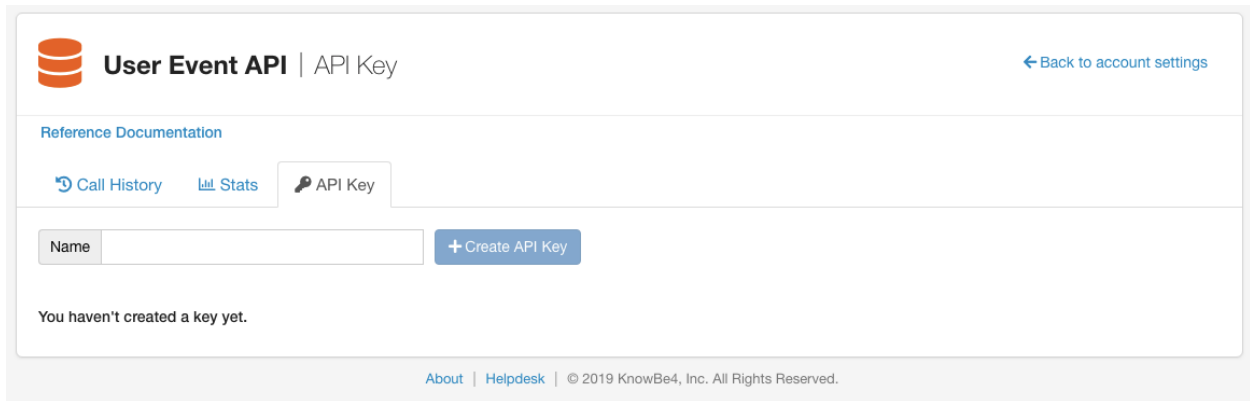 User Event API | API Key
Back to account settings
Reference Documentation
Call History
Stats
API Key
Name
Create API Key
You haven't created a key yet.
About | Helpdesk | © 2019 KnowBe4, Inc. All Rights Reserved.